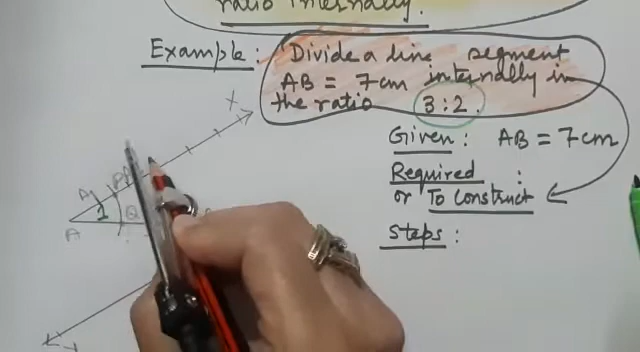 ratio internally.
Example: Divide a line segment
AB = 7cm internally in
the ratio 3:2.
Given: AB = 7cm
Required :
or To Construct
Steps:
X
A
1
A